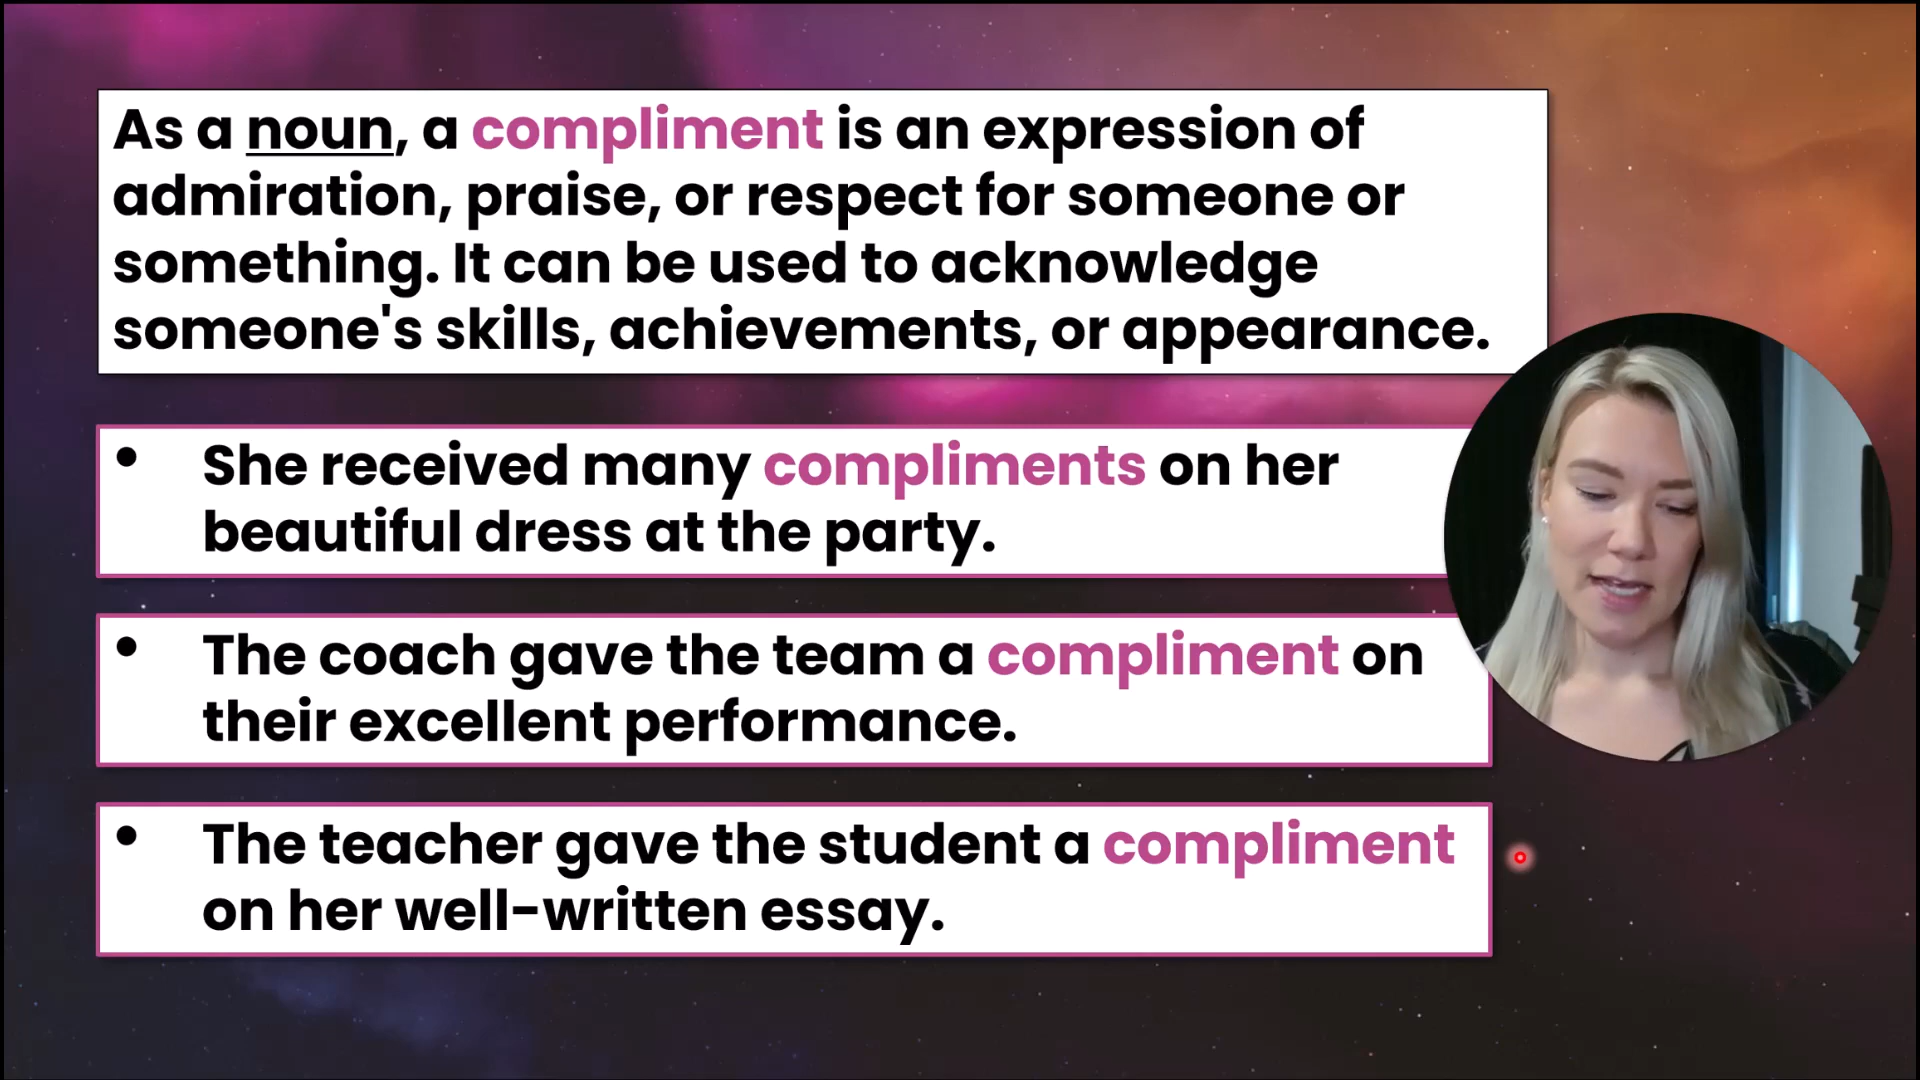 As a noun, a compliment is an expression of
admiration, praise, or respect for someone or
something. It can be used to acknowledge
someone's skills, achievements, or appearance.
• She received many compliments on her
beautiful dress at the party.
• The coach gave the team a compliment on
their excellent performance.
• The teacher gave the student a compliment
on her well-written essay.